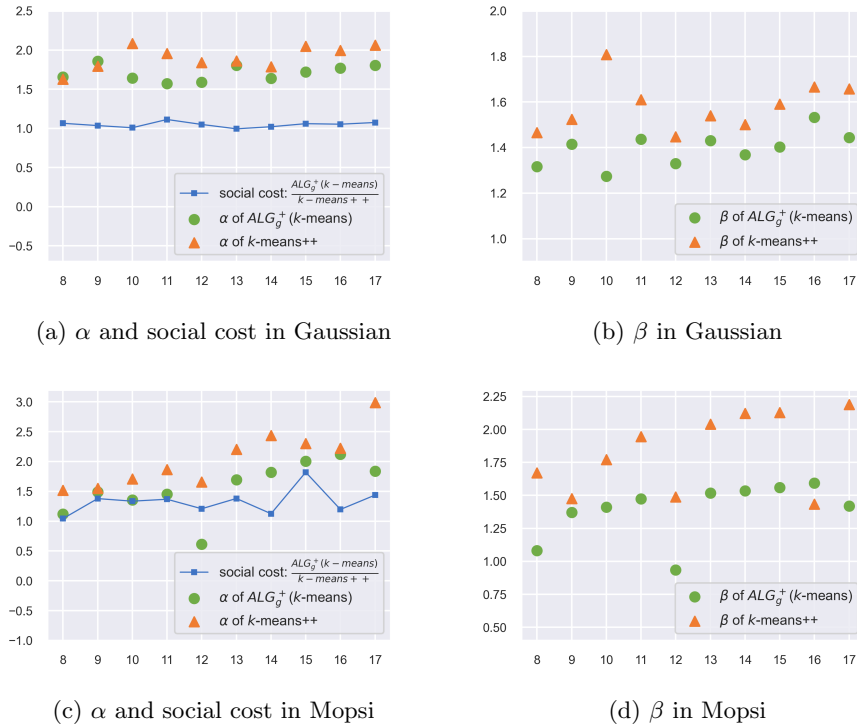 2.5
2.0
1.5
1.0
0.5
0.0
−0.5
social cost: ALG_g^+(k−means) / k−means++
α of ALG_g^+(k-means)
α of k-means++
8 9 10 11 12 13 14 15 16 17
(a) α and social cost in Gaussian
2.0
1.8
1.6
1.4
1.2
1.0
β of ALG_g^+(k-means)
β of k-means++
8 9 10 11 12 13 14 15 16 17
(b) β in Gaussian
3.0
2.5
2.0
1.5
1.0
0.5
0.0
−0.5
−1.0
social cost: ALG_g^+(k−means) / k−means++
α of ALG_g^+(k-means)
α of k-means++
8 9 10 11 12 13 14 15 16 17
(c) α and social cost in Mopsi
2.25
2.00
1.75
1.50
1.25
1.00
0.75
0.50
β of ALG_g^+(k-means)
β of k-means++
8 9 10 11 12 13 14 15 16 17
(d) β in Mopsi